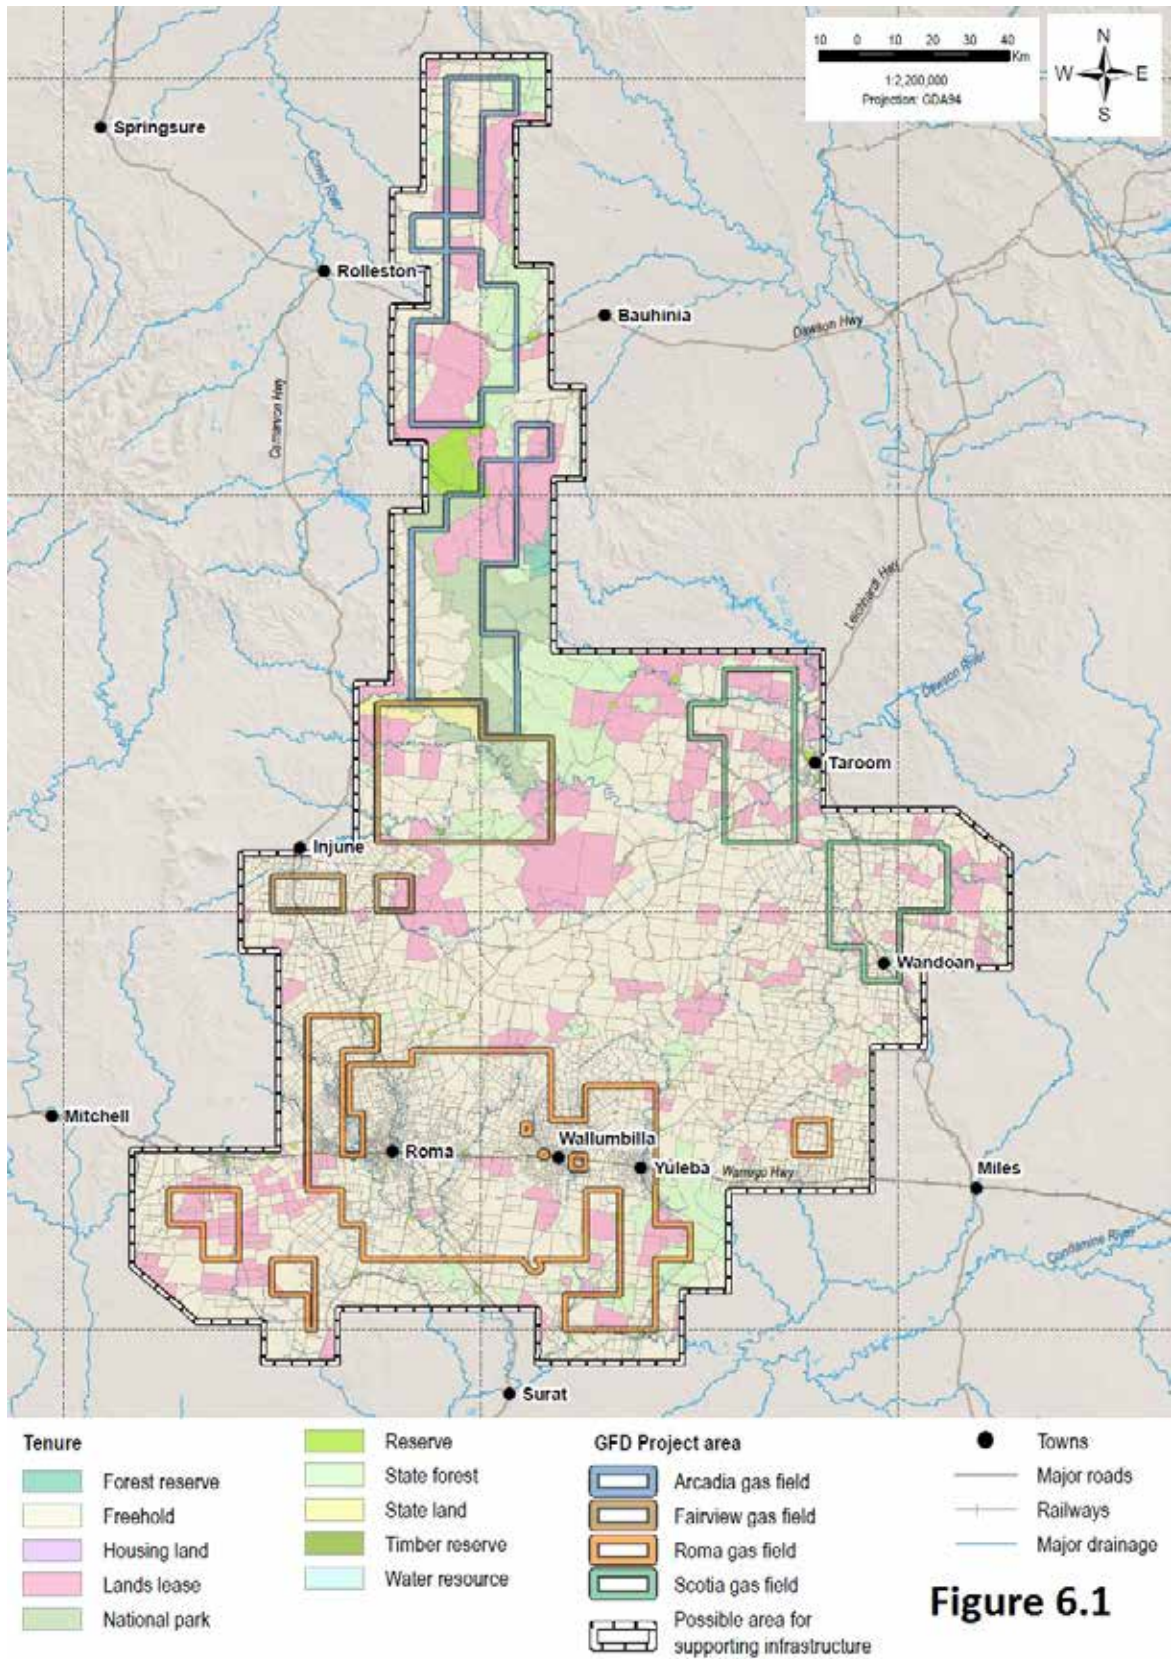 10 0 10 20 30 40
Km
1:2,200,000
Projection: GDA94
N
W E
S
Springsure
Comet River
Rolleston
Bauhinia
Dawson Hwy
Carnarvon Hwy
Leichhardt Hwy
Dawson River
Taroom
Injune
Wandoan
Mitchell
Roma
Wallumbilla
Yuleba
Warrego Hwy
Miles
Condamine River
Surat
Tenure
Forest reserve
Freehold
Housing land
Lands lease
National park
Reserve
State forest
State land
Timber reserve
Water resource
GFD Project area
Arcadia gas field
Fairview gas field
Roma gas field
Scotia gas field
Possible area for
supporting infrastructure
Towns
Major roads
Railways
Major drainage
Figure 6.1